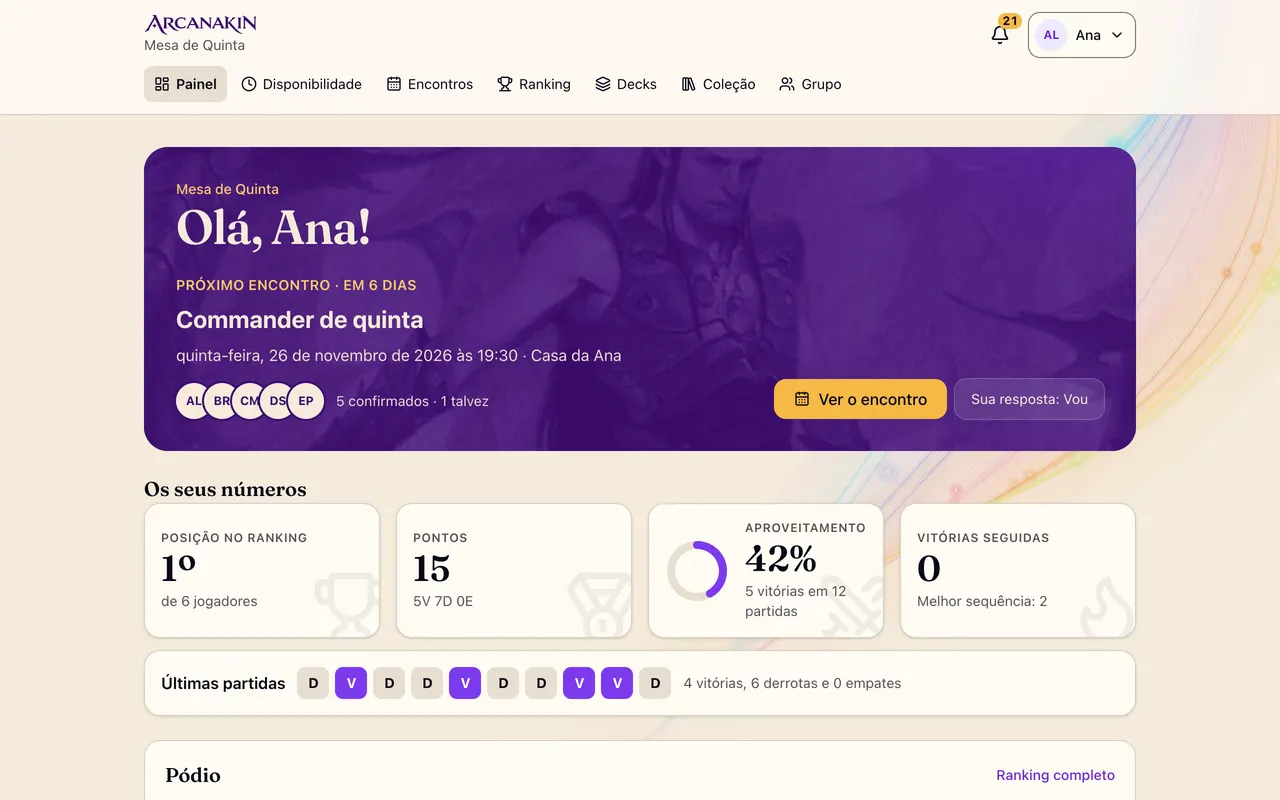 ARCANAKIN
Mesa de Quinta
21
AL
Ana
Painel
Disponibilidade
Encontros
Ranking
Decks
Coleção
Grupo
Mesa de Quinta
Olá, Ana!
PRÓXIMO ENCONTRO · EM 6 DIAS
Commander de quinta
quinta-feira, 26 de novembro de 2026 às 19:30 · Casa da Ana
AL BR CM DS EP
5 confirmados · 1 talvez
Ver o encontro
Sua resposta: Vou
Os seus números
POSIÇÃO NO RANKING
1º
de 6 jogadores
PONTOS
15
5V 7D 0E
APROVEITAMENTO
42%
5 vitórias em 12
partidas
VITÓRIAS SEGUIDAS
0
Melhor sequência: 2
Últimas partidas
D V D D V D D V V D
4 vitórias, 6 derrotas e 0 empates
Pódio
Ranking completo